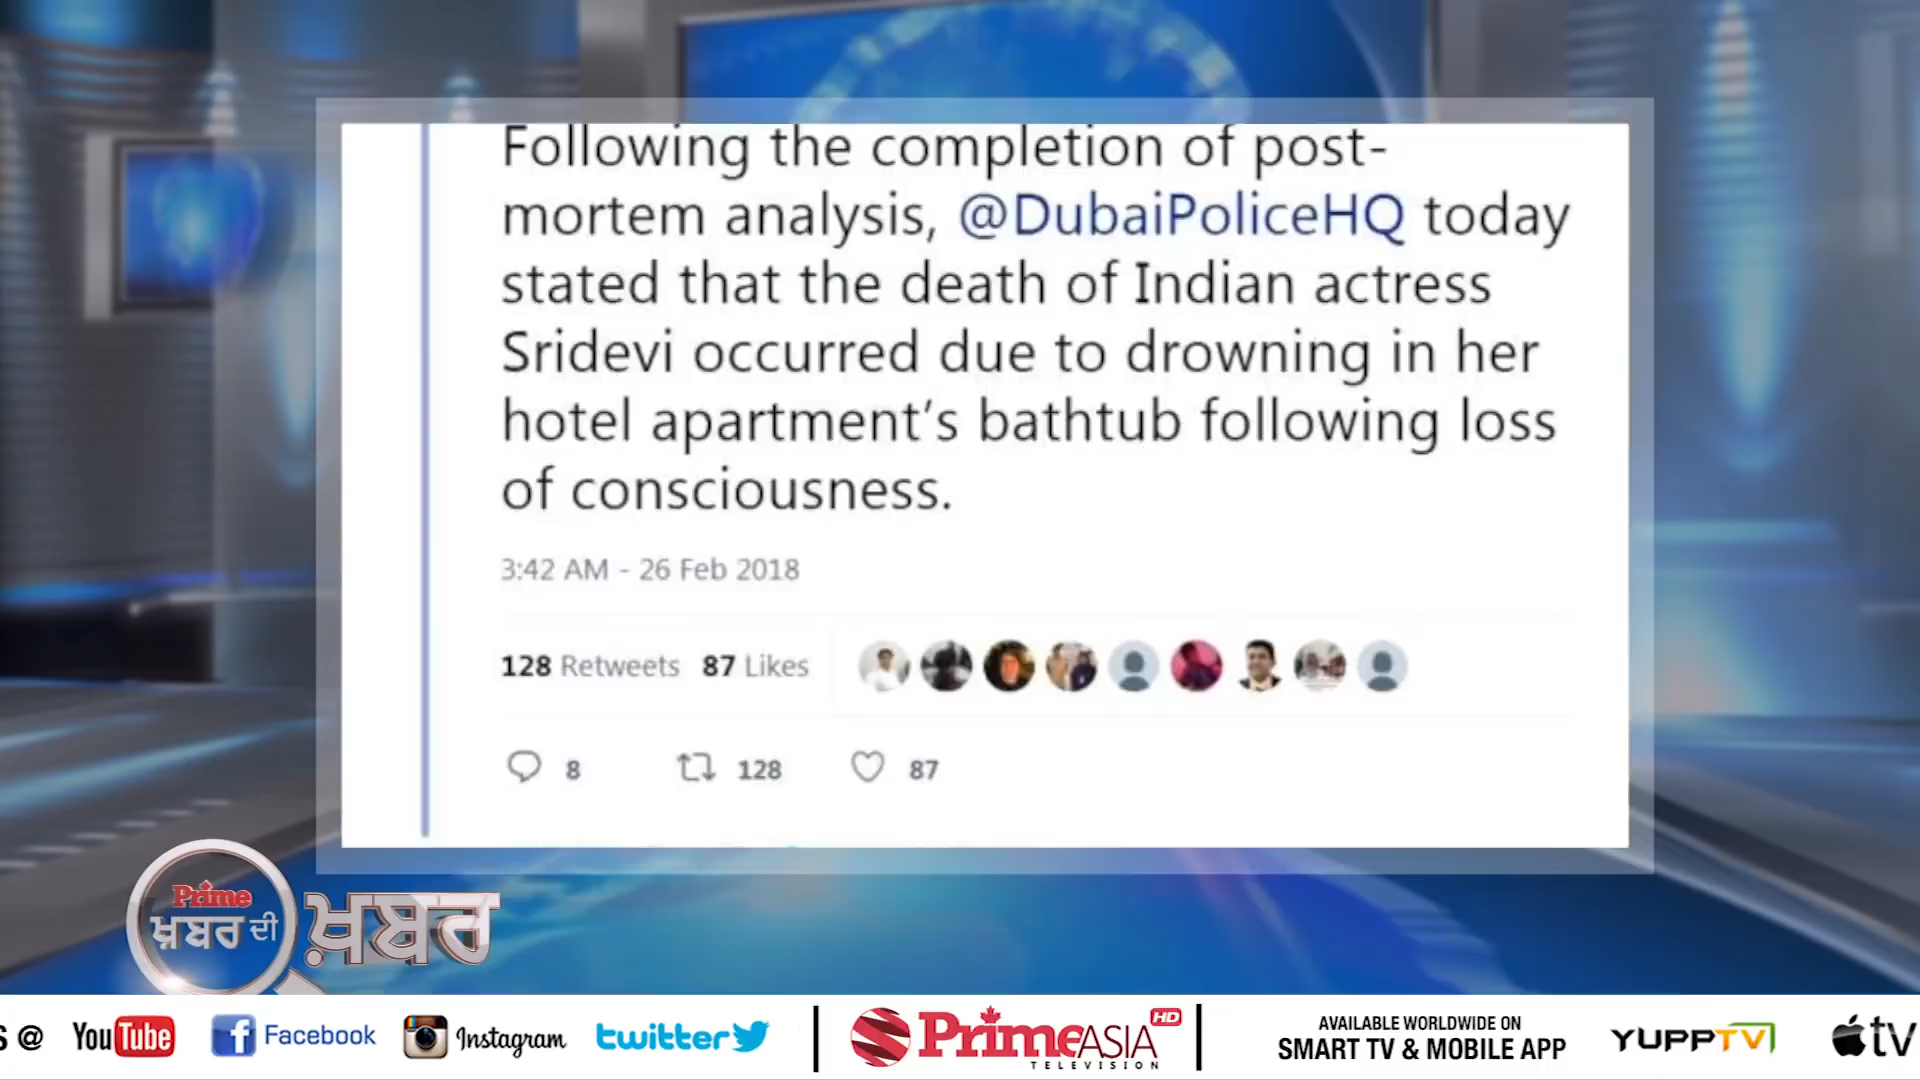 Following the completion of post-
mortem analysis, @DubaiPoliceHQ today
stated that the death of Indian actress
Sridevi occurred due to drowning in her
hotel apartment's bathtub following loss
of consciousness.
3:42 AM - 26 Feb 2018
128 Retweets 87 Likes
8 128 87
Prime
ਖ਼ਬਰ ਦੀ
ਖ਼ਬਰ
S @ YouTube Facebook Instagram twitter
PrimeASIA HD
TELEVISION
AVAILABLE WORLDWIDE ON
SMART TV & MOBILE APP
YUPPTV
tv